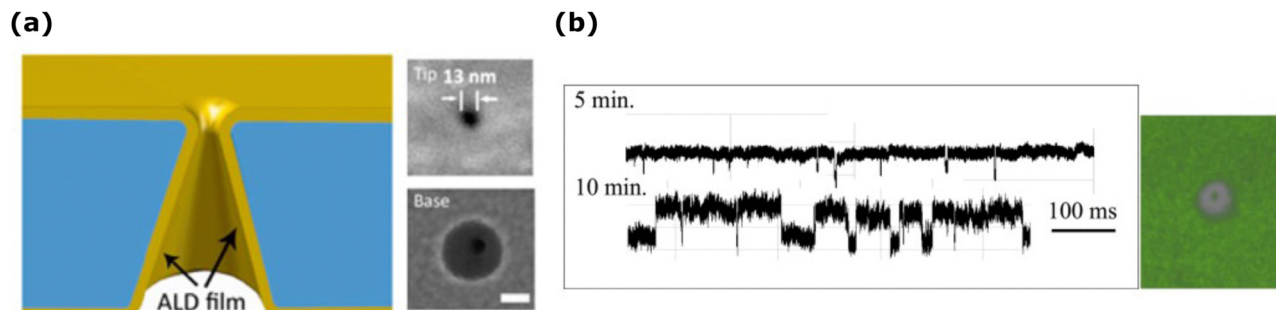 (a)
Tip
13 nm
Base
ALD film
(b)
5 min.
10 min.
100 ms